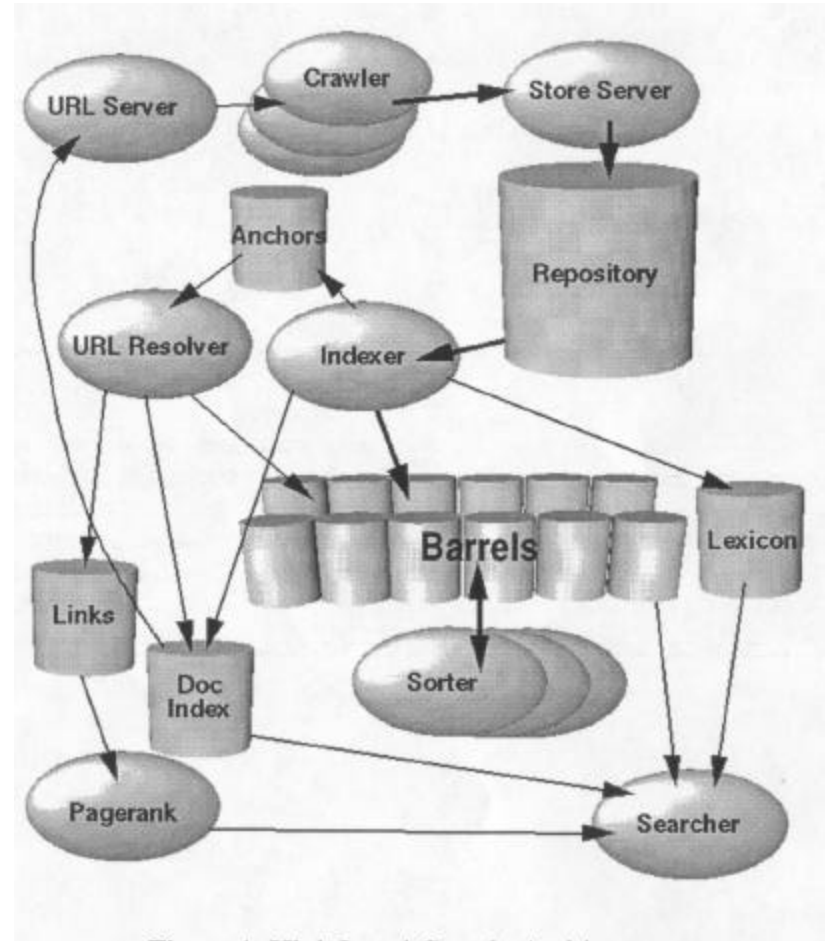 Crawler
URL Server
Store Server
Anchors
Repository
URL Resolver
Indexer
Barrels
Lexicon
Links
Sorter
Doc
Index
Pagerank
Searcher